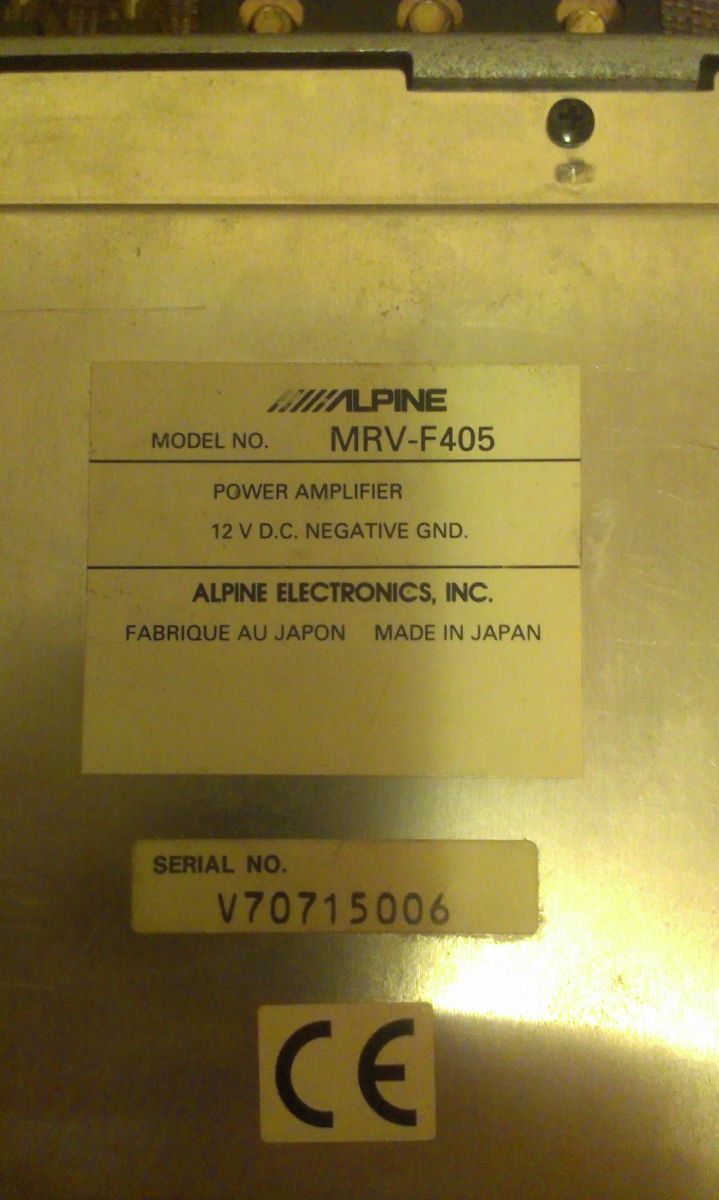 ALPINE
MODEL NO. MRV-F405
POWER AMPLIFIER
12 V D.C. NEGATIVE GND.
ALPINE ELECTRONICS, INC.
FABRIQUE AU JAPON MADE IN JAPAN
SERIAL NO.
V70715006
CE